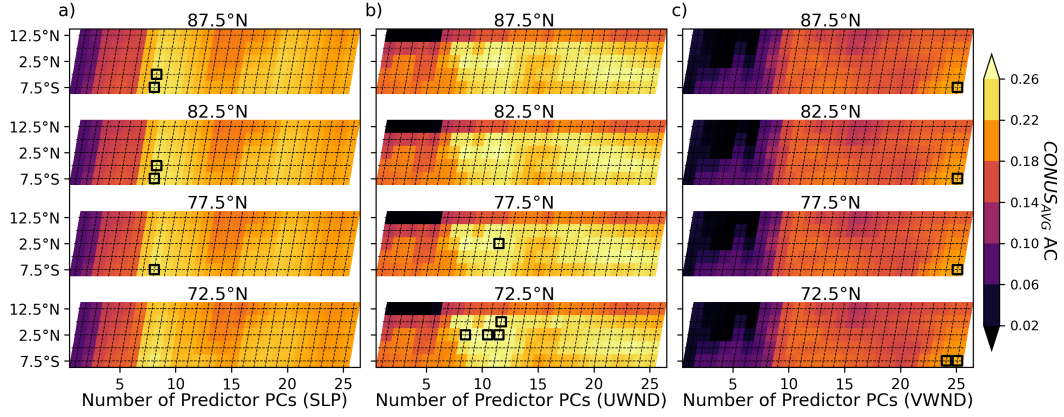 a) b) c)
87.5°N 87.5°N 87.5°N
12.5°N
2.5°N
7.5°S
82.5°N 82.5°N 82.5°N
12.5°N
2.5°N
7.5°S
77.5°N 77.5°N 77.5°N
12.5°N
2.5°N
7.5°S
72.5°N 72.5°N 72.5°N
12.5°N
2.5°N
7.5°S
5 10 15 20 25 5 10 15 20 25 5 10 15 20 25
Number of Predictor PCs (SLP) Number of Predictor PCs (UWND) Number of Predictor PCs (VWND)
0.26
0.22
0.18
0.14
0.10
0.06
0.02
CONUS_AVG AC